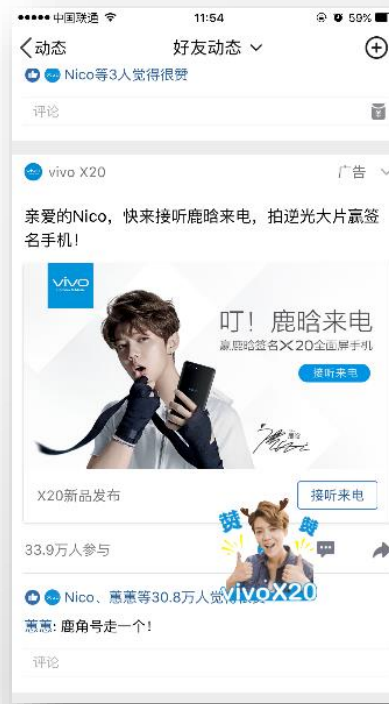 中国联通 11:54 59%
动态 好友动态
Nico等3人觉得很赞
评论
vivo X20 广告
亲爱的Nico，快来接听鹿晗来电，拍逆光大片赢签
名手机！
vivo
叮！鹿晗来电
赢鹿晗签名X20全面屏手机
接听来电
X20新品发布 接听来电
33.9万人参与
赞 赞
vivoX20
Nico、蕙蕙等30.8万人觉得很赞
蕙蕙: 鹿角号走一个！
评论